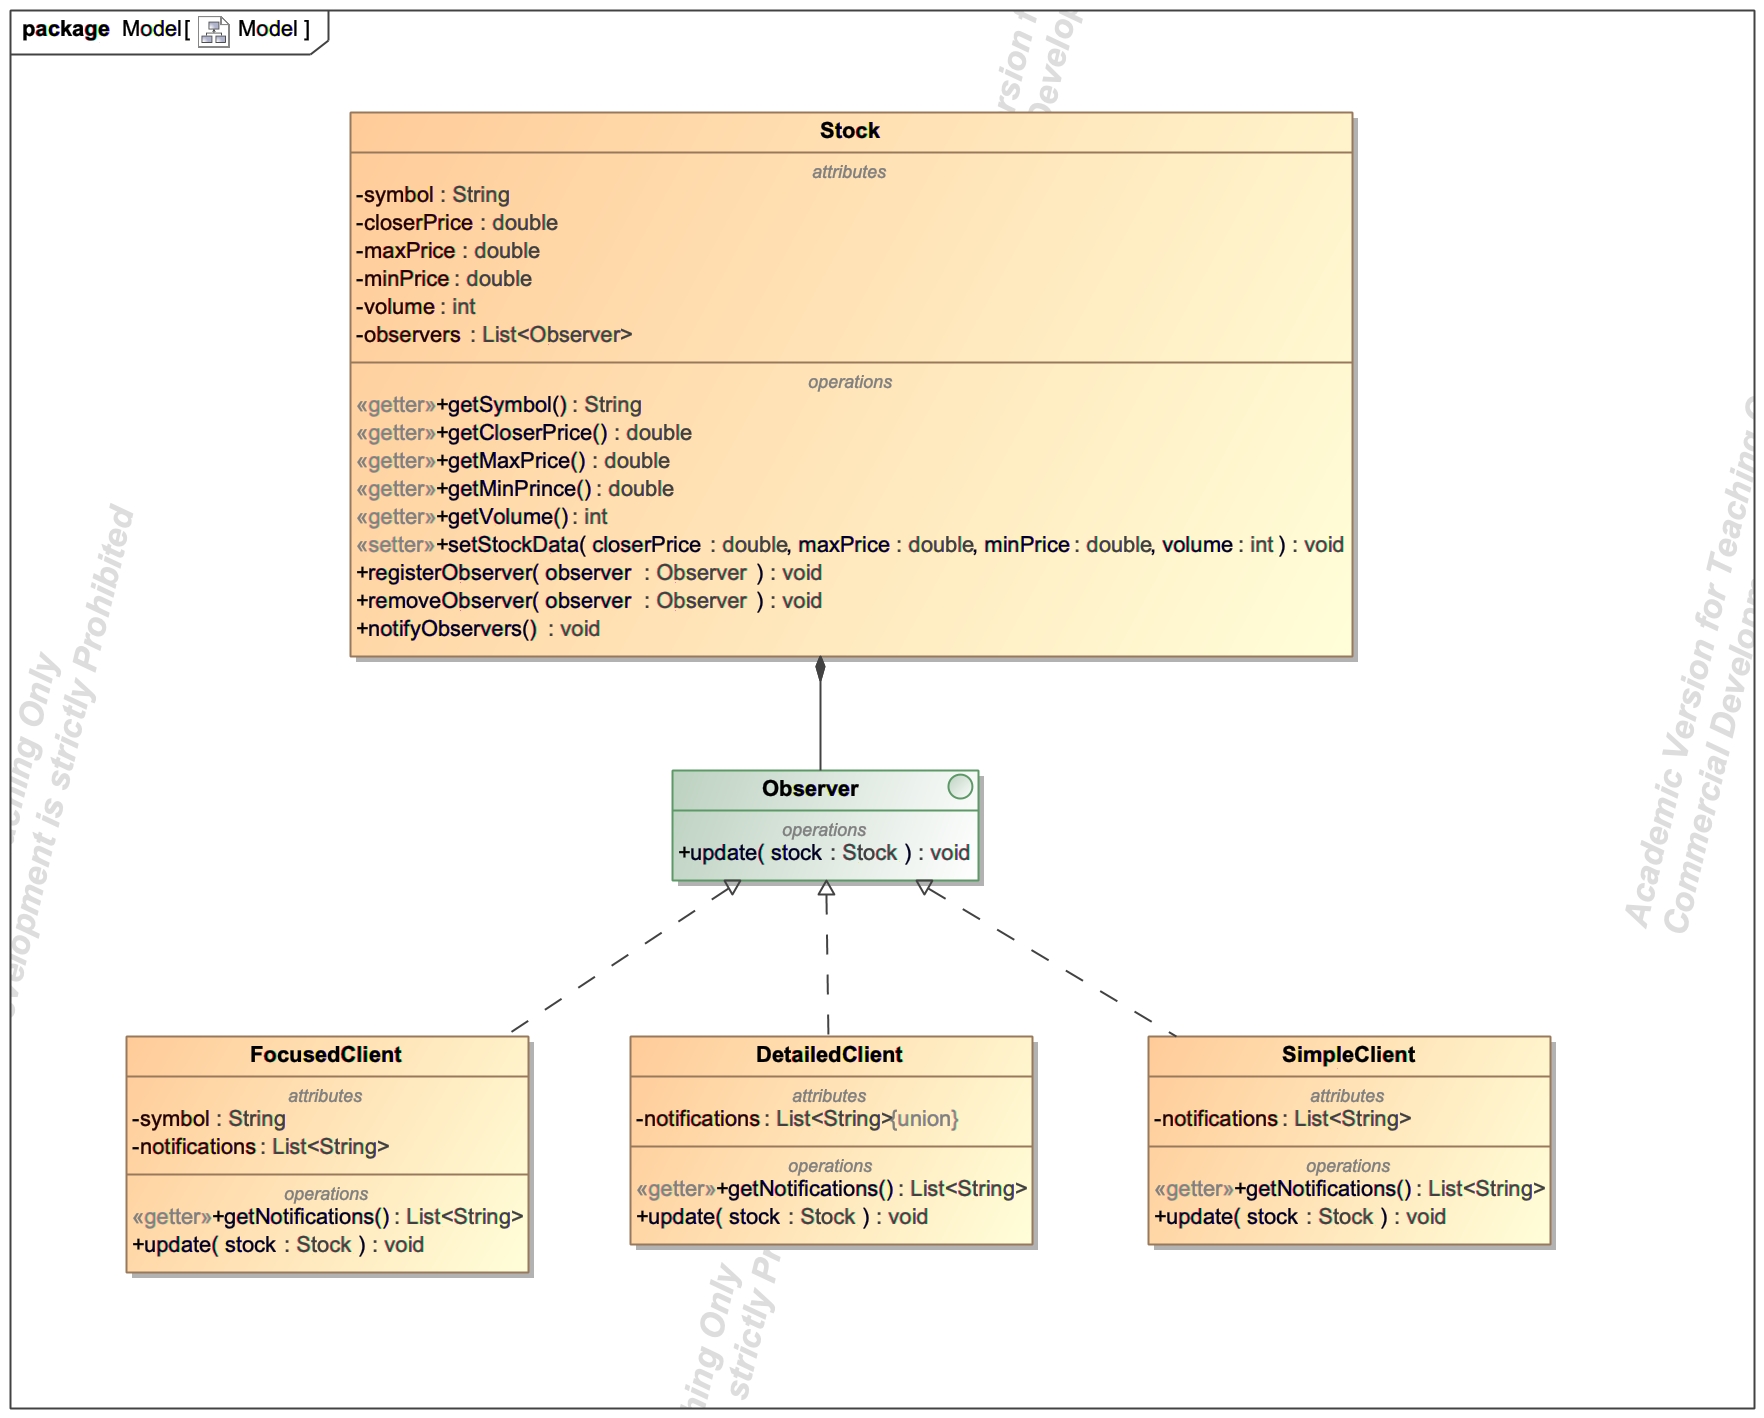 package Model[ Model ]
Stock
attributes
-symbol : String
-closerPrice : double
-maxPrice : double
-minPrice : double
-volume : int
-observers : List<Observer>
operations
«getter»+getSymbol() : String
«getter»+getCloserPrice() : double
«getter»+getMaxPrice() : double
«getter»+getMinPrince() : double
«getter»+getVolume() : int
«setter»+setStockData( closerPrice : double, maxPrice : double, minPrice : double, volume : int ) : void
+registerObserver( observer : Observer ) : void
+removeObserver( observer : Observer ) : void
+notifyObservers() : void
Observer
operations
+update( stock : Stock ) : void
FocusedClient
attributes
-symbol : String
-notifications : List<String>
operations
«getter»+getNotifications() : List<String>
+update( stock : Stock ) : void
DetailedClient
attributes
-notifications : List<String>{union}
operations
«getter»+getNotifications() : List<String>
+update( stock : Stock ) : void
SimpleClient
attributes
-notifications : List<String>
operations
«getter»+getNotifications() : List<String>
+update( stock : Stock ) : void
Only
is strictly Prohibited
Academic Version for Teaching
Commercial
Only
strictly